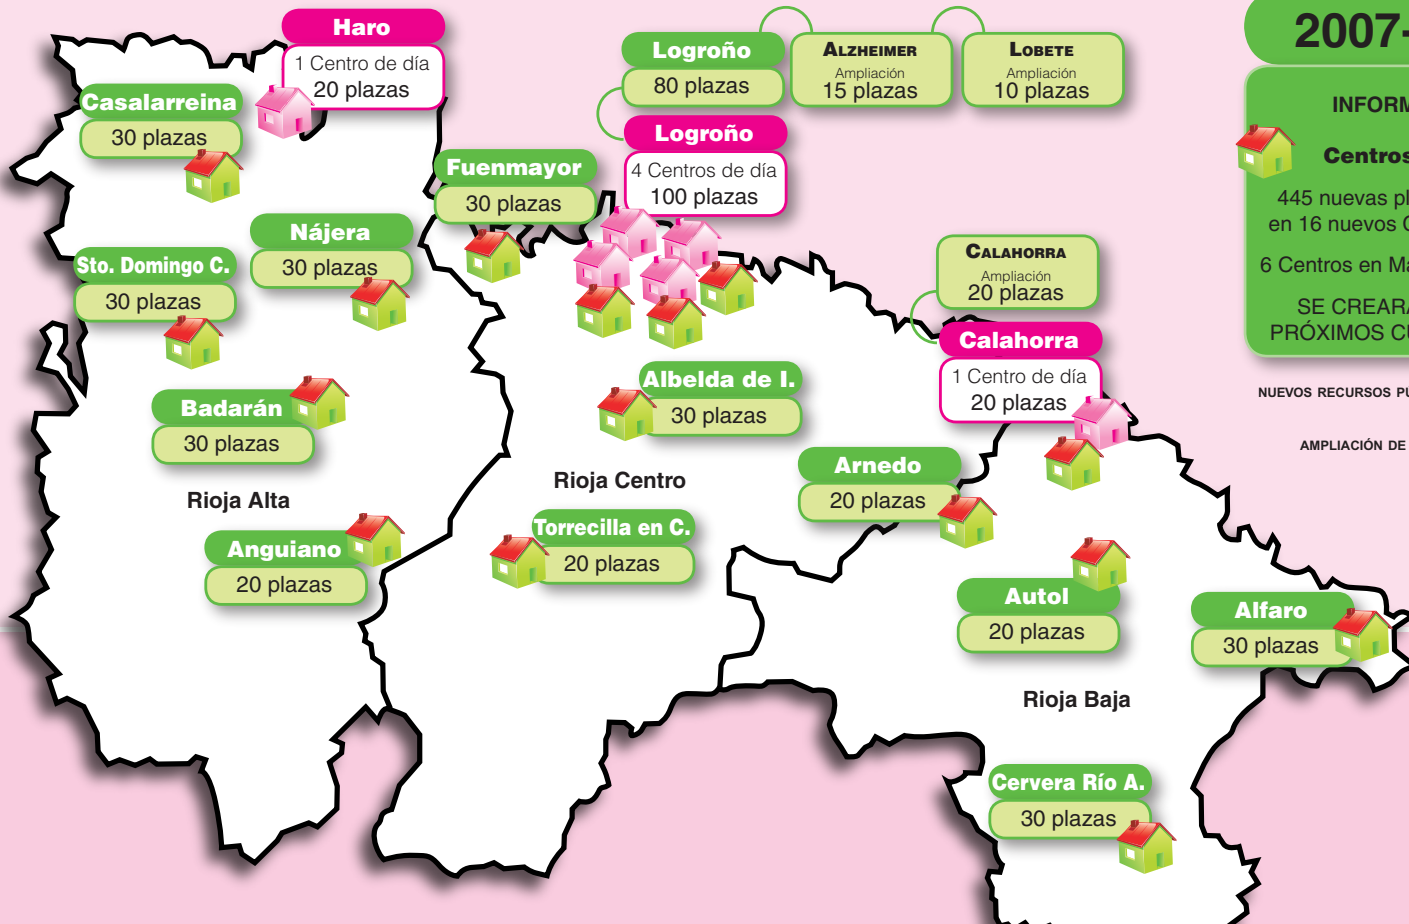 Haro
1 Centro de día
20 plazas
Casalarreina
30 plazas
Logroño
80 plazas
ALZHEIMER
Ampliación
15 plazas
LOBETE
Ampliación
10 plazas
Logroño
4 Centros de día
100 plazas
Fuenmayor
30 plazas
Nájera
30 plazas
Sto. Domingo C.
30 plazas
CALAHORRA
Ampliación
20 plazas
Calahorra
1 Centro de día
20 plazas
Albelda de I.
30 plazas
Badarán
30 plazas
Rioja Alta
Rioja Centro
Arnedo
20 plazas
Anguiano
20 plazas
Torrecilla en C.
20 plazas
Autol
20 plazas
Alfaro
30 plazas
Rioja Baja
Cervera Río A.
30 plazas
2007-
INFORM
Centros
445 nuevas pl
en 16 nuevos C
6 Centros en Ma
SE CREARÁ
PRÓXIMOS CU
NUEVOS RECURSOS PÚ
AMPLIACIÓN DE